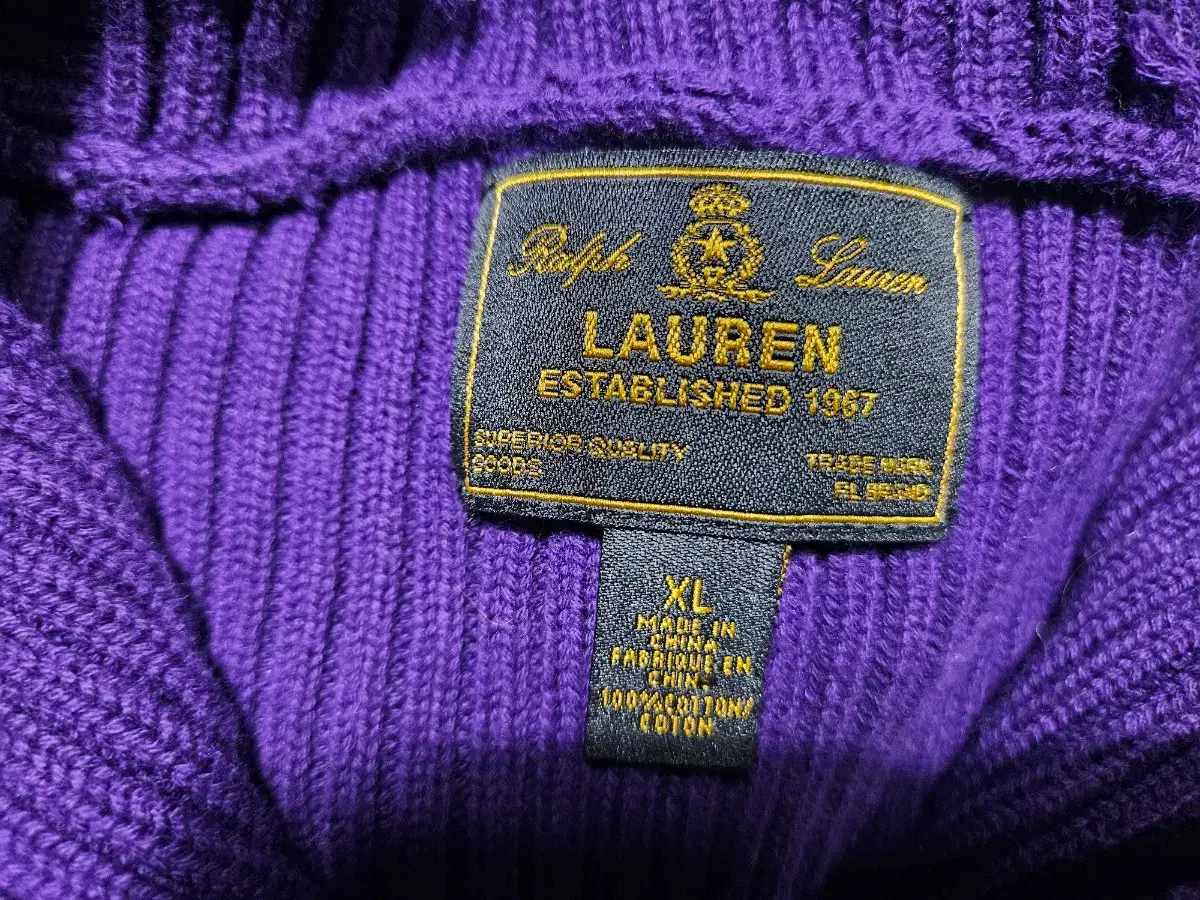 Ralph Lauren
LAUREN
ESTABLISHED 1967
SUPERIOR QUALITY
GOODS
TRADE MARK
RL BRAND
XL
MADE IN
CHINA
FABRIQUE EN
CHINE
100% COTTON/
COTON